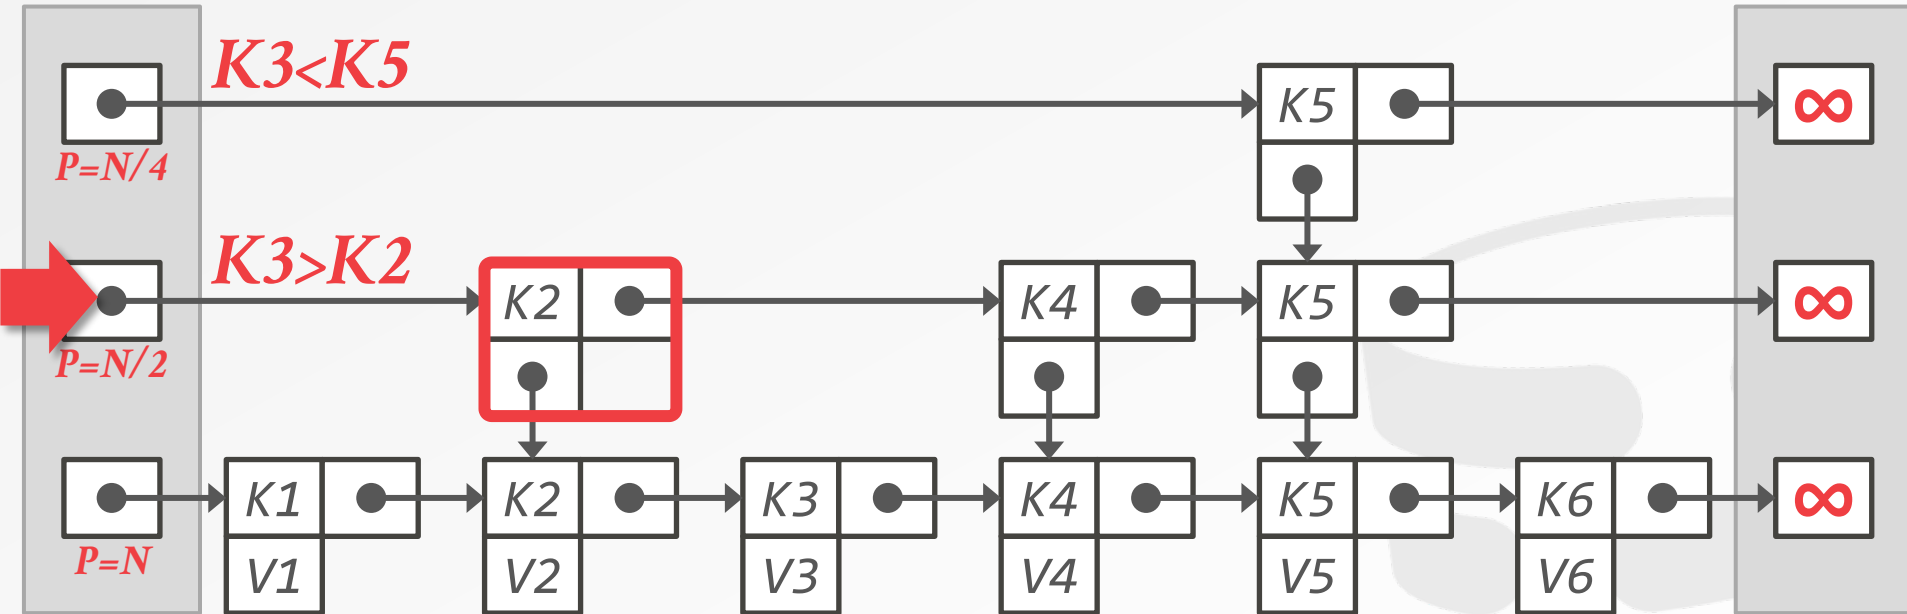 K3<K5
K5
∞
P=N/4
K3>K2
K2
K4
K5
∞
P=N/2
K1
K2
K3
K4
K5
K6
∞
P=N
V1
V2
V3
V4
V5
V6